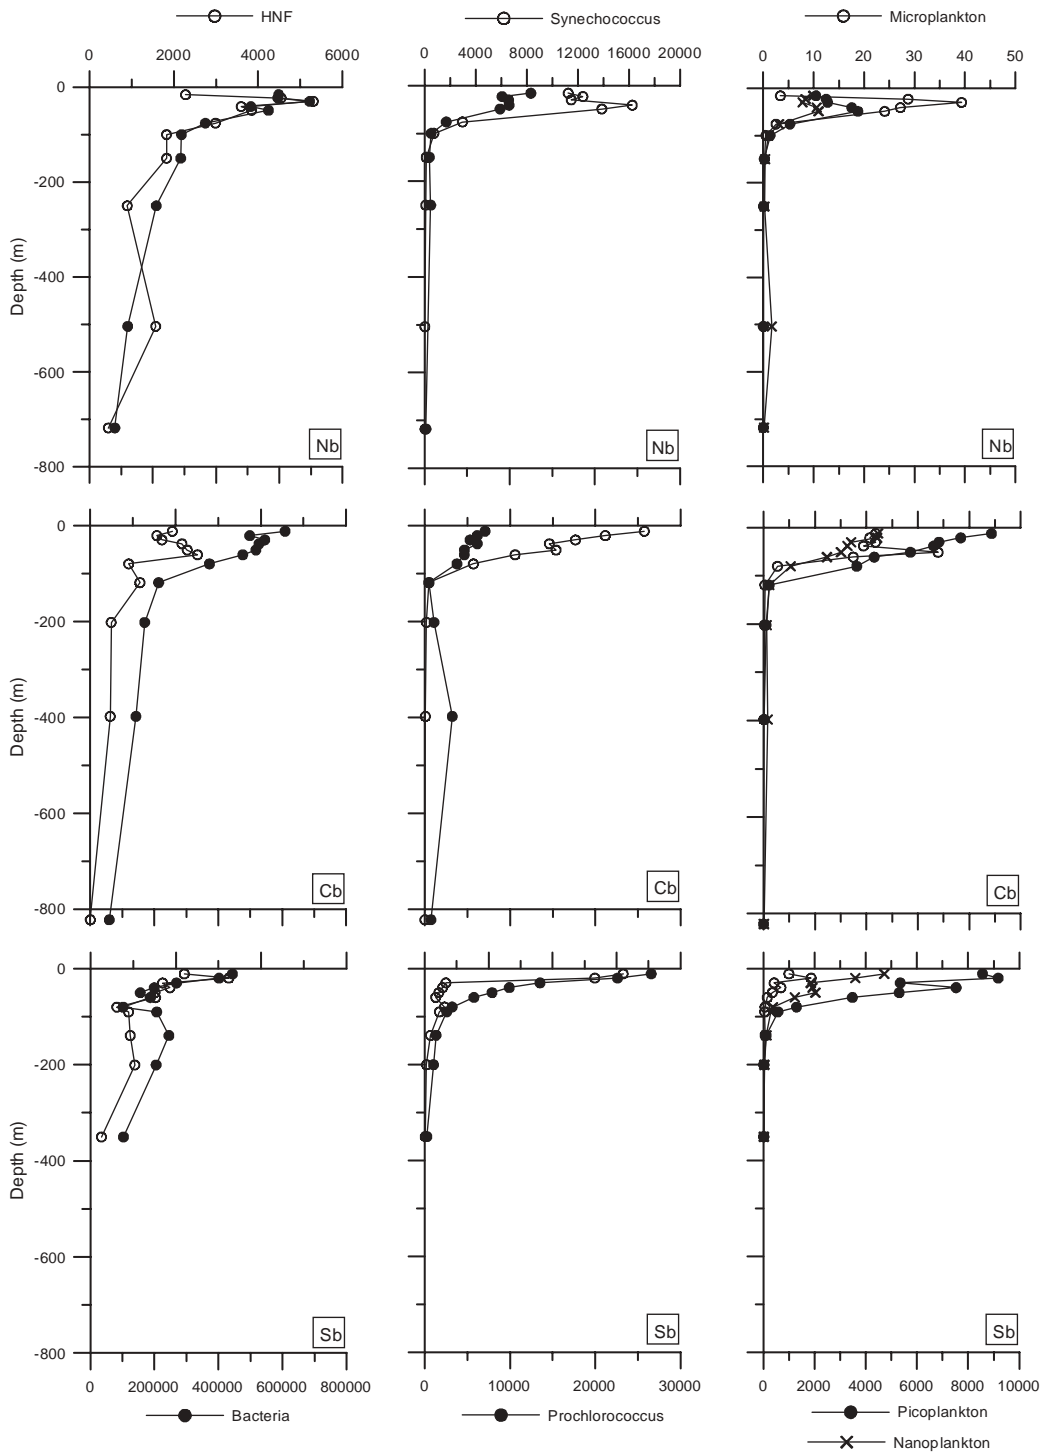 HNF
Synechococcus
Microplankton
0 2000 4000 6000
0 4000 8000 12000 16000 20000
0 10 20 30 40 50
0
-200
-400
-600
-800
Depth (m)
Nb
Nb
Nb
0
-200
-400
-600
-800
Depth (m)
Cb
Cb
Cb
0
-200
-400
-600
-800
Depth (m)
Sb
Sb
Sb
0 200000 400000 600000 800000
0 10000 20000 30000
0 2000 4000 6000 8000 10000
Bacteria
Prochlorococcus
Picoplankton
Nanoplankton